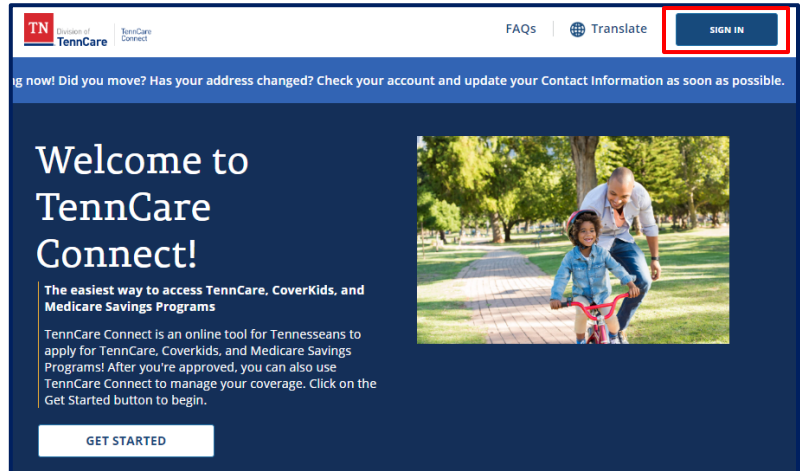 TN
Division of
TennCare
TennCare
Connect
FAQs
Translate
SIGN IN
ng now! Did you move? Has your address changed? Check your account and update your Contact Information as soon as possible.
Welcome to
TennCare
Connect!
The easiest way to access TennCare, CoverKids, and
Medicare Savings Programs
TennCare Connect is an online tool for Tennesseans to
apply for TennCare, Coverkids, and Medicare Savings
Programs! After you're approved, you can also use
TennCare Connect to manage your coverage. Click on the
Get Started button to begin.
GET STARTED